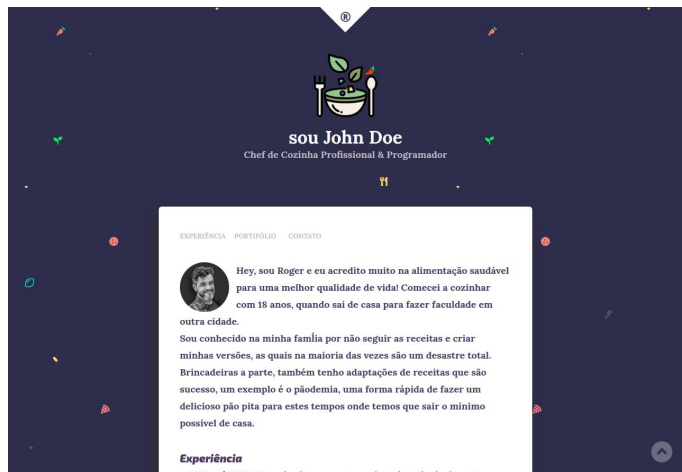 ®
sou John Doe
Chef de Cozinha Profissional & Programador
EXPERIÊNCIA PORTIFÓLIO CONTATO
Hey, sou Roger e eu acredito muito na alimentação saudável
para uma melhor qualidade de vida! Comecei a cozinhar
com 18 anos, quando saí de casa para fazer faculdade em
outra cidade.
Sou conhecido na minha famĺia por não seguir as receitas e criar
minhas versões, as quais na maioria das vezes são um desastre total.
Brincadeiras a parte, também tenho adaptações de receitas que são
sucesso, um exemplo é o pãodemia, uma forma rápida de fazer um
delicioso pão pita para estes tempos onde temos que sair o mínimo
possível de casa.
Experiência